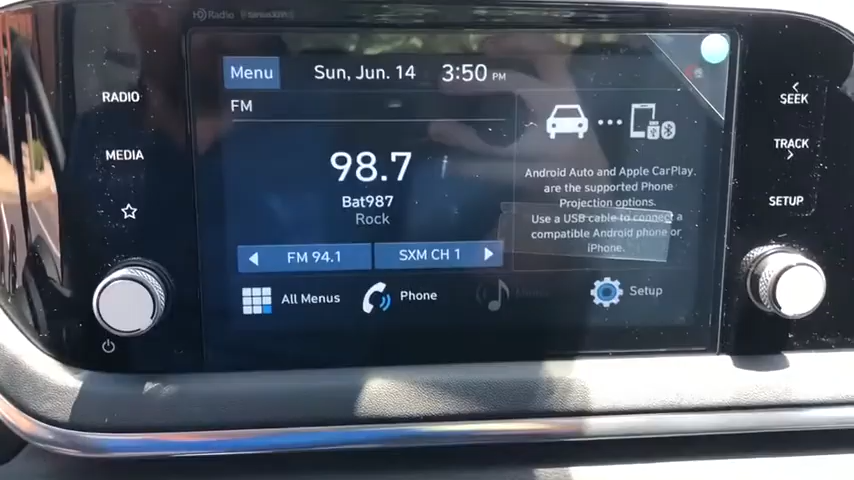 HD Radio
RADIO
MEDIA
Menu
Sun, Jun. 14
3:50 PM
FM
98.7
Bat987
Rock
FM 94.1
SXM CH 1
All Menus
Phone
Setup
Android Auto and Apple CarPlay.
are the supported Phone
Projection options.
Use a USB cable to connect a
compatible Android phone or
iPhone.
SEEK
TRACK
SETUP